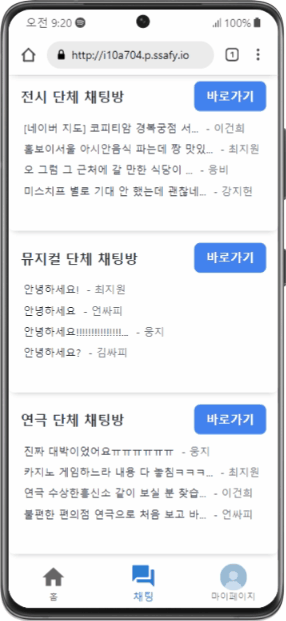 오전 9:20 100%
http://i10a704.p.ssafy.io 1
전시 단체 채팅방 바로가기
[네이버 지도] 코피티암 경복궁점 서... - 이건희
홍보이서울 아시안음식 파는데 짱 맛있... - 최지원
오 그럼 그 근처에 갈 만한 식당이 ... - 웅비
미스치프 별로 기대 안 했는데 괜찮네... - 강지헌
뮤지컬 단체 채팅방 바로가기
안녕하세요! - 최지원
안녕하세요 - 언싸피
안녕하세요!!!!!!!!!!!!!!!... - 웅지
안녕하세요? - 김싸피
연극 단체 채팅방 바로가기
진짜 대박이었어요ㅠㅠㅠㅠㅠㅠ - 웅지
카지노 게임하느라 내용 다 놓침ㅋㅋㅋ... - 최지원
연극 수상한흥신소 같이 보실 분 찾습... - 이건희
불편한 편의점 연극으로 처음 보고 바... - 언싸피
홈 채팅 마이페이지